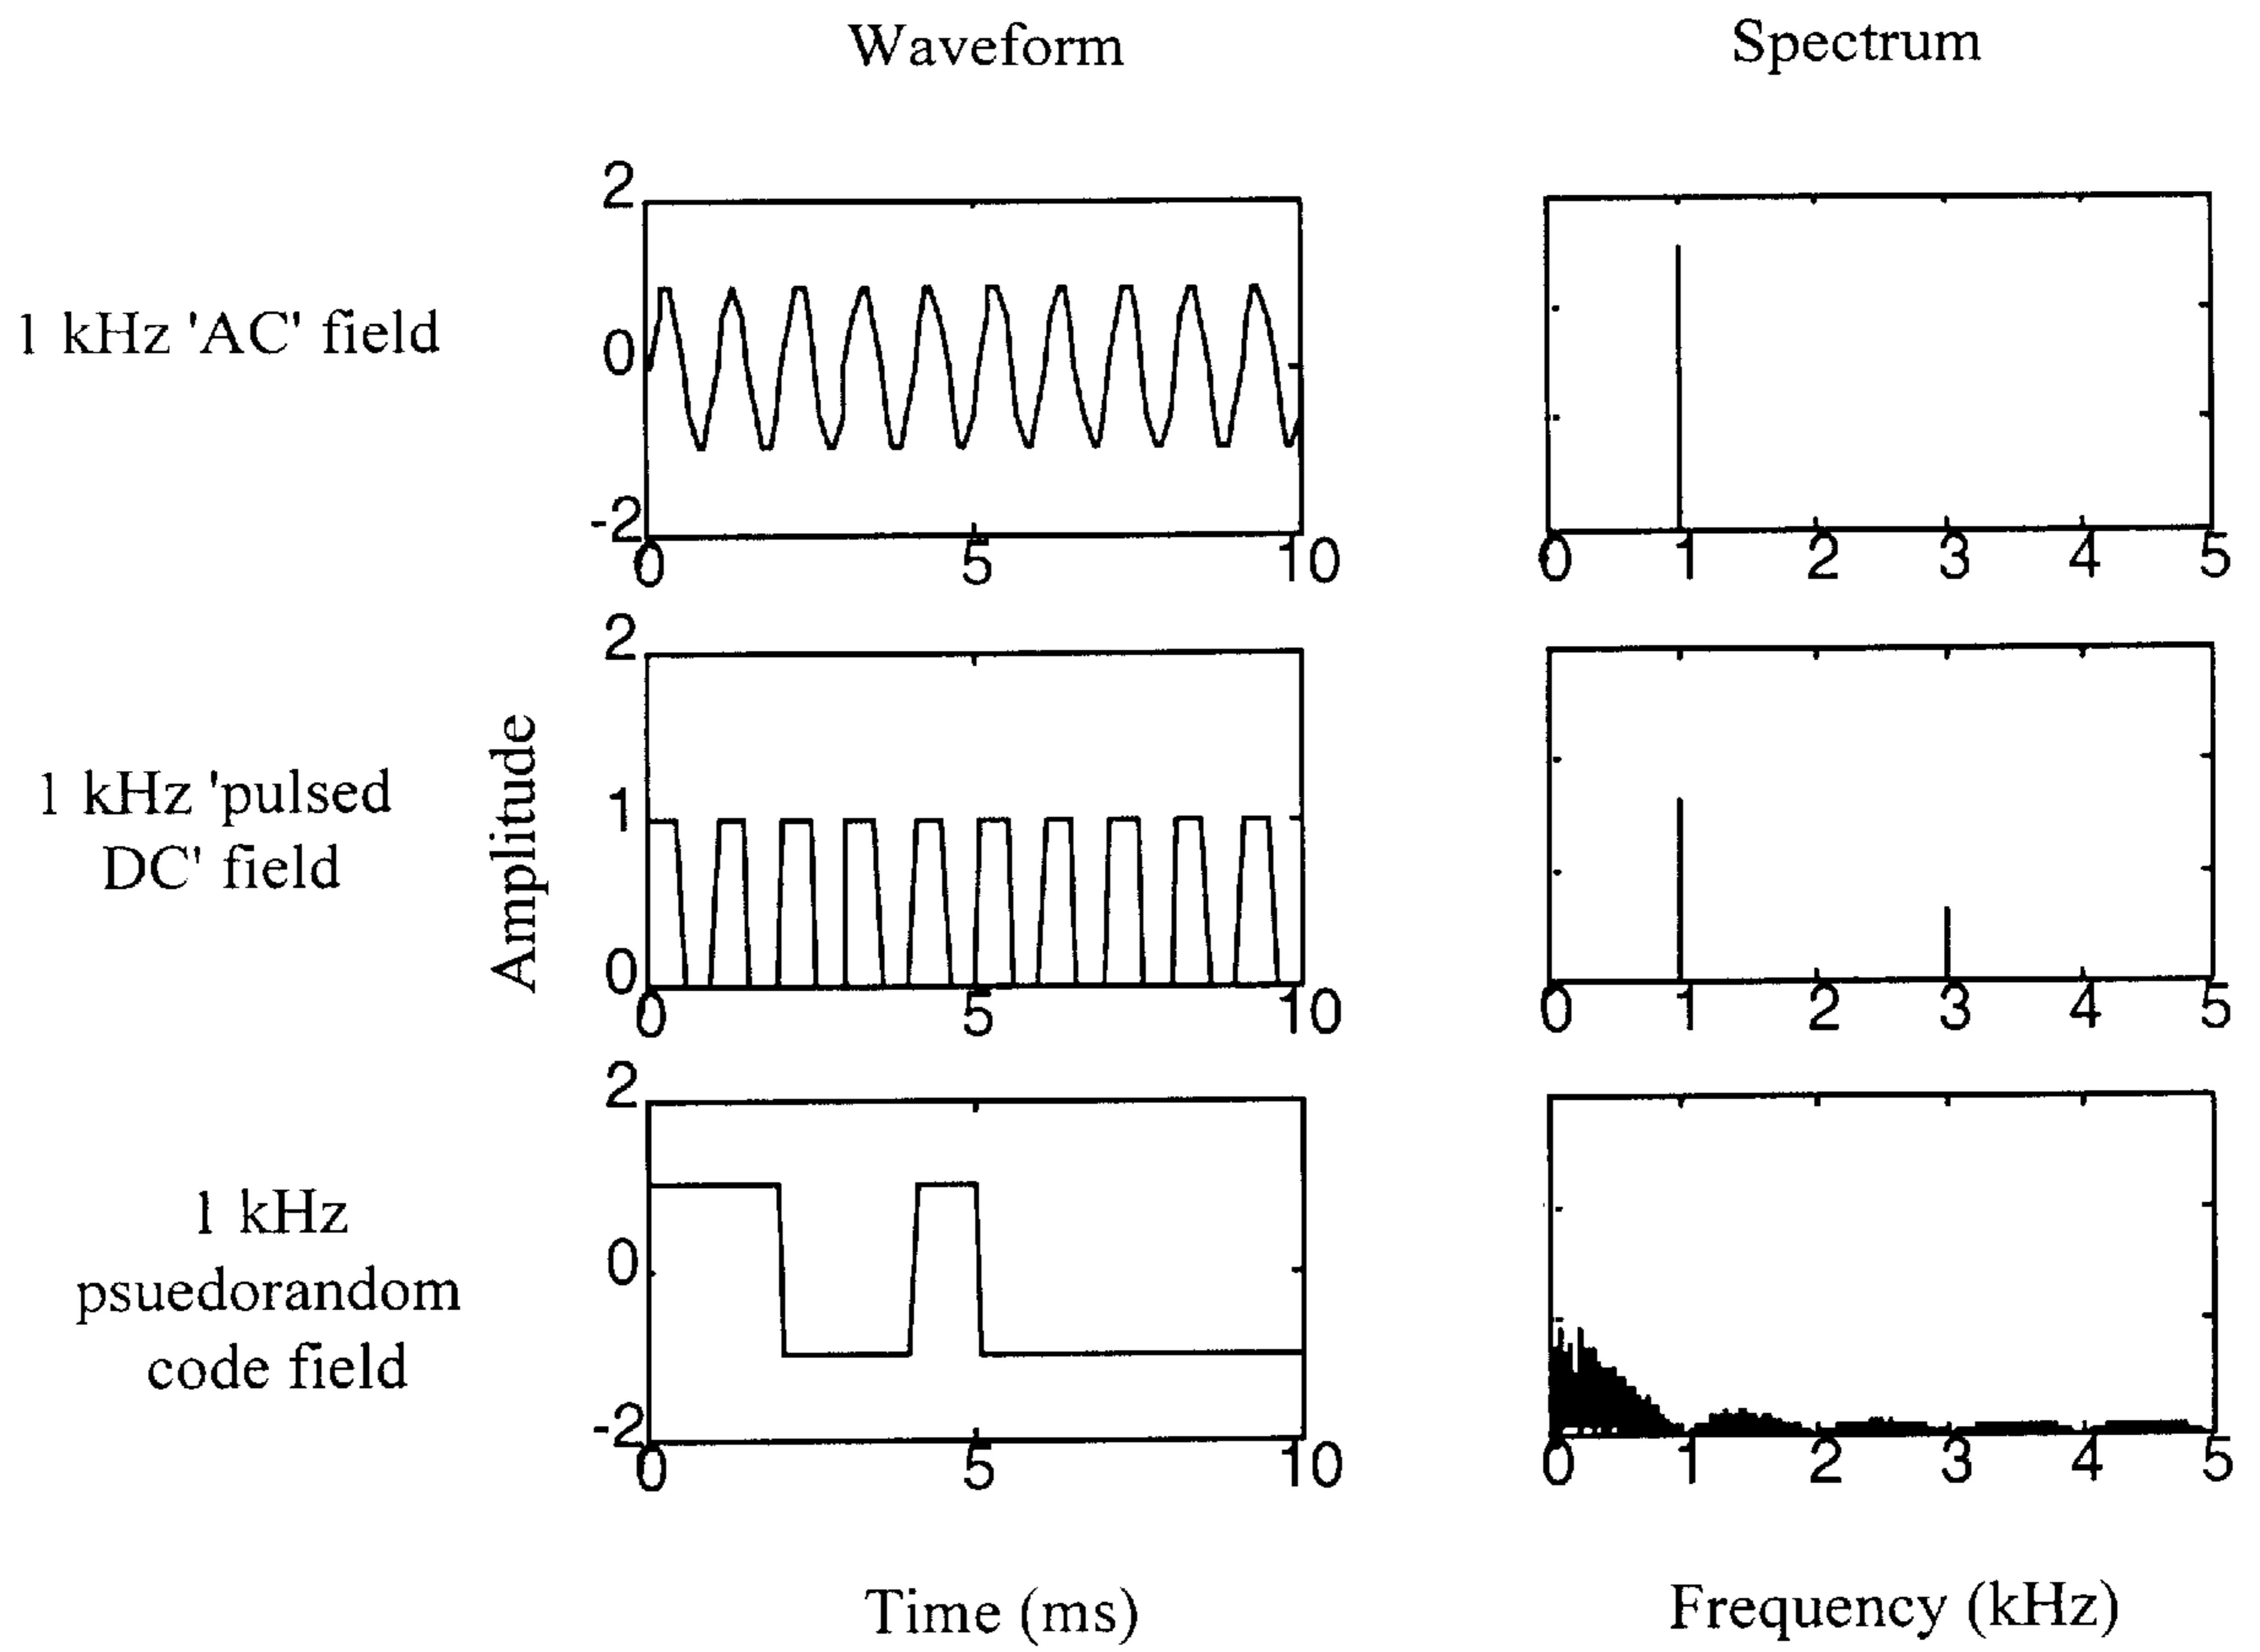 Waveform
Spectrum
1 kHz 'AC' field
2
0
-2
0 5 10
0 1 2 3 4 5
1 kHz 'pulsed
DC' field
Amplitude
2
1
0
0 5 10
0 1 2 3 4 5
1 kHz
psuedorandom
code field
2
0
-2
0 5 10
0 1 2 3 4 5
Time (ms)
Frequency (kHz)